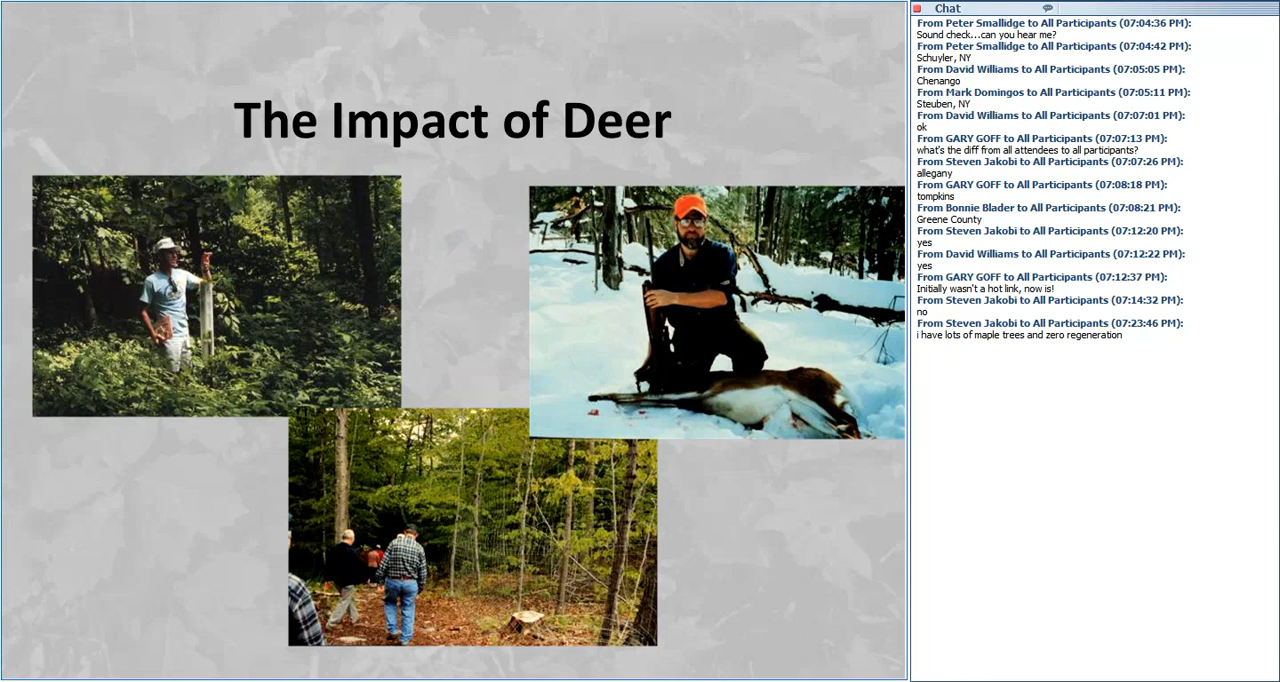 The Impact of Deer
Chat
From Peter Smallidge to All Participants (07:04:36 PM):
Sound check...can you hear me?
From Peter Smallidge to All Participants (07:04:42 PM):
Schuyler, NY
From David Williams to All Participants (07:05:05 PM):
Chenango
From Mark Domingos to All Participants (07:05:11 PM):
Steuben, NY
From David Williams to All Participants (07:07:01 PM):
ok
From GARY GOFF to All Participants (07:07:13 PM):
what's the diff from all attendees to all participants?
From Steven Jakobi to All Participants (07:07:26 PM):
allegany
From GARY GOFF to All Participants (07:08:18 PM):
tompkins
From Bonnie Blader to All Participants (07:08:21 PM):
Greene County
From Steven Jakobi to All Participants (07:12:20 PM):
yes
From David Williams to All Participants (07:12:22 PM):
yes
From GARY GOFF to All Participants (07:12:37 PM):
Initially wasn't a hot link, now is!
From Steven Jakobi to All Participants (07:14:32 PM):
no
From Steven Jakobi to All Participants (07:23:46 PM):
i have lots of maple trees and zero regeneration